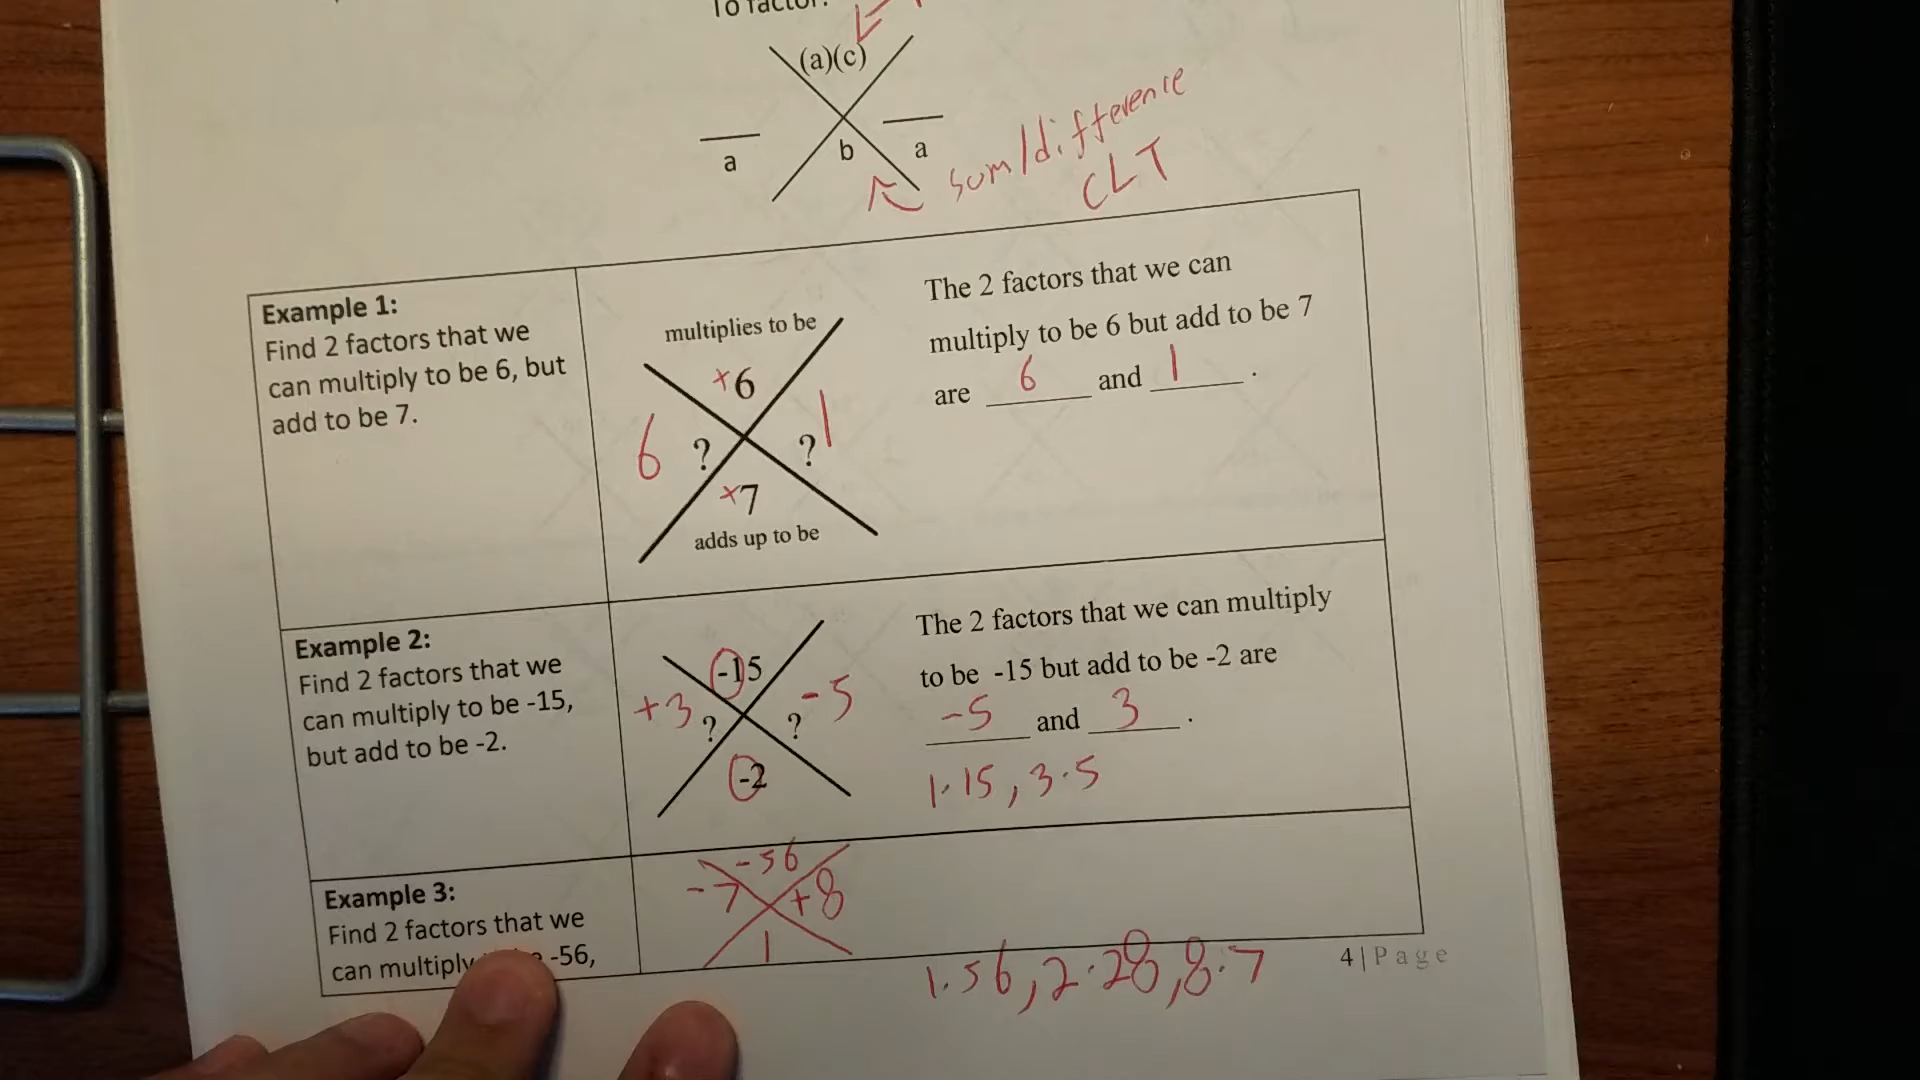 To factor:
(a)(c)
a
b
a
sum/difference
CLT
Example 1:
Find 2 factors that we
can multiply to be 6, but
add to be 7.
multiplies to be
+6
6 ? ? 1
+7
adds up to be
The 2 factors that we can
multiply to be 6 but add to be 7
are 6 and 1 .
Example 2:
Find 2 factors that we
can multiply to be -15,
but add to be -2.
-15
+3 ? ? -5
-2
The 2 factors that we can multiply
to be -15 but add to be -2 are
-5 and 3 .
1·15, 3·5
Example 3:
Find 2 factors that we
can multiply -56,
-56
-7 +8
1
1·56, 2·28, 8·7
4 | Page